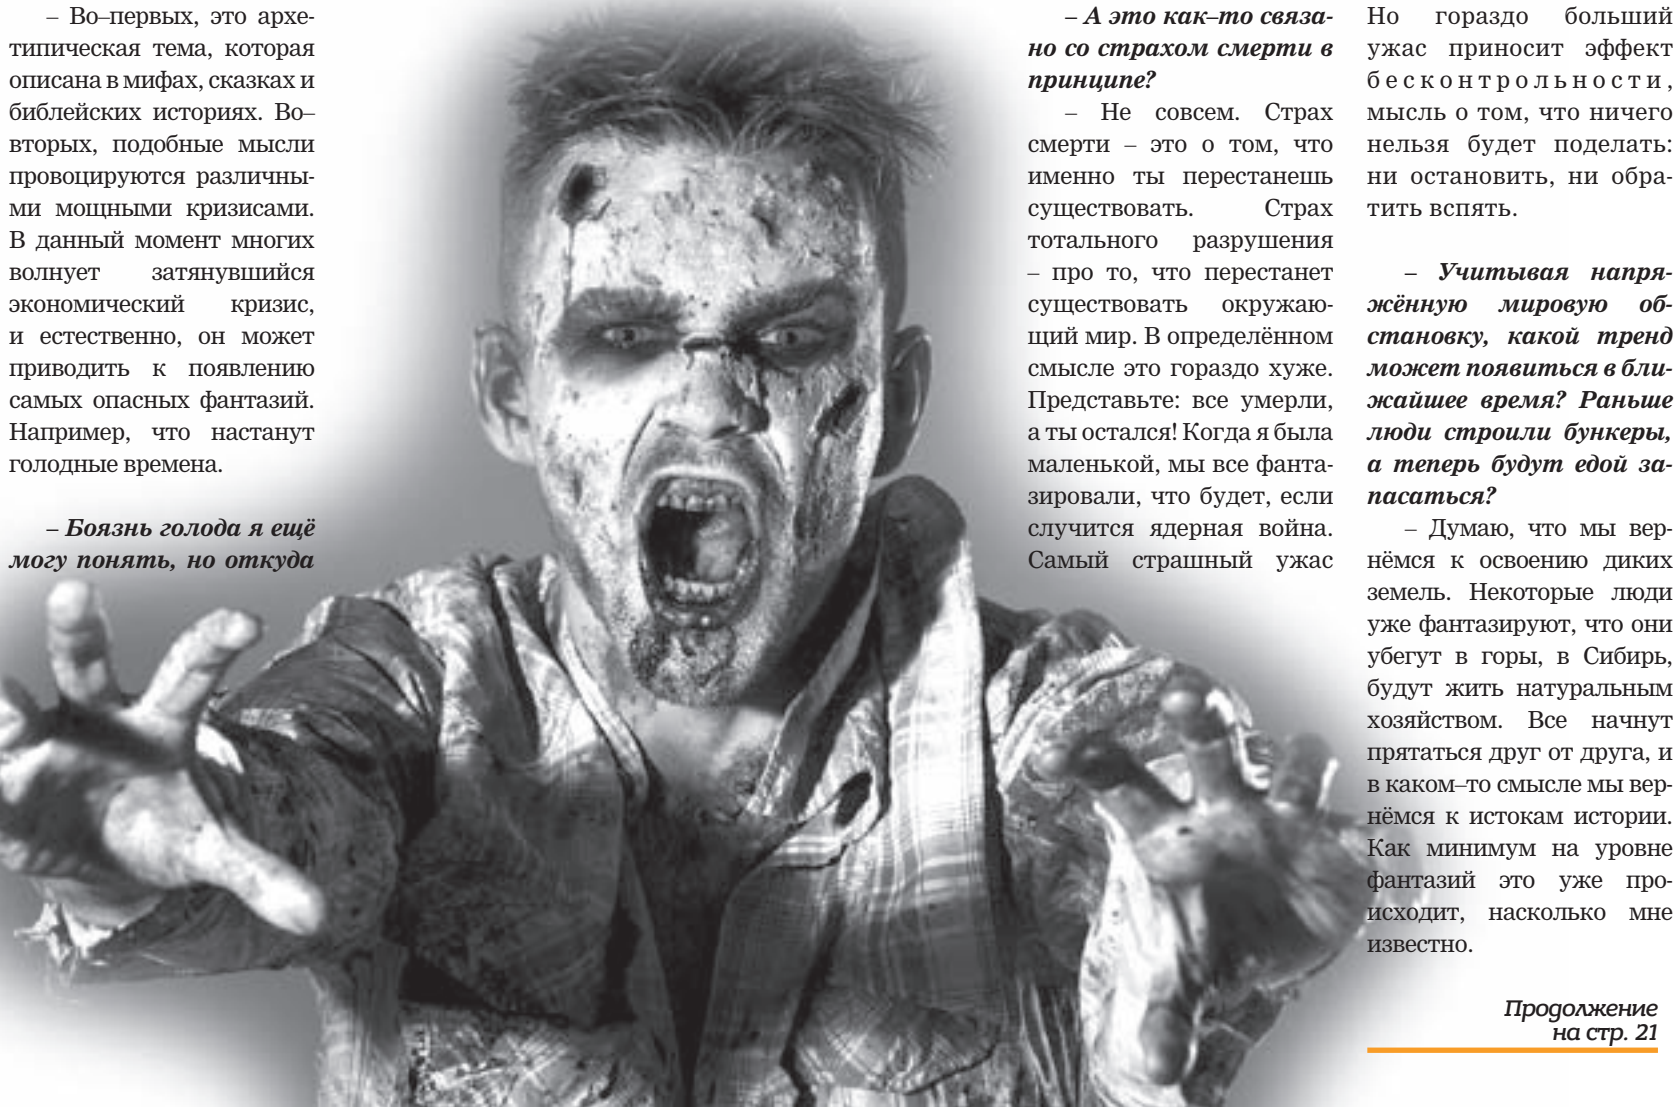 – Во–первых, это архе-
типическая тема, которая
описана в мифах, сказках и
библейских историях. Во–
вторых, подобные мысли
провоцируются различны-
ми мощными кризисами.
В данный момент многих
волнует затянувшийся
экономический кризис,
и естественно, он может
приводить к появлению
самых опасных фантазий.
Например, что настанут
голодные времена.
– Боязнь голода я ещё
могу понять, но откуда
– А это как–то связа-
но со страхом смерти в
принципе?
– Не совсем. Страх
смерти – это о том, что
именно ты перестанешь
существовать. Страх
тотального разрушения
– про то, что перестанет
существовать окружаю-
щий мир. В определённом
смысле это гораздо хуже.
Представьте: все умерли,
а ты остался! Когда я была
маленькой, мы все фанта-
зировали, что будет, если
случится ядерная война.
Самый страшный ужас
Но гораздо больший
ужас приносит эффект
бесконтрольности,
мысль о том, что ничего
нельзя будет поделать:
ни остановить, ни обра-
тить вспять.
– Учитывая напря-
жённую мировую об-
становку, какой тренд
может появиться в бли-
жайшее время? Раньше
люди строили бункеры,
а теперь будут едой за-
пасаться?
– Думаю, что мы вер-
нёмся к освоению диких
земель. Некоторые люди
уже фантазируют, что они
убегут в горы, в Сибирь,
будут жить натуральным
хозяйством. Все начнут
прятаться друг от друга, и
в каком–то смысле мы вер-
нёмся к истокам истории.
Как минимум на уровне
фантазий это уже про-
исходит, насколько мне
известно.
Продолжение
на стр. 21